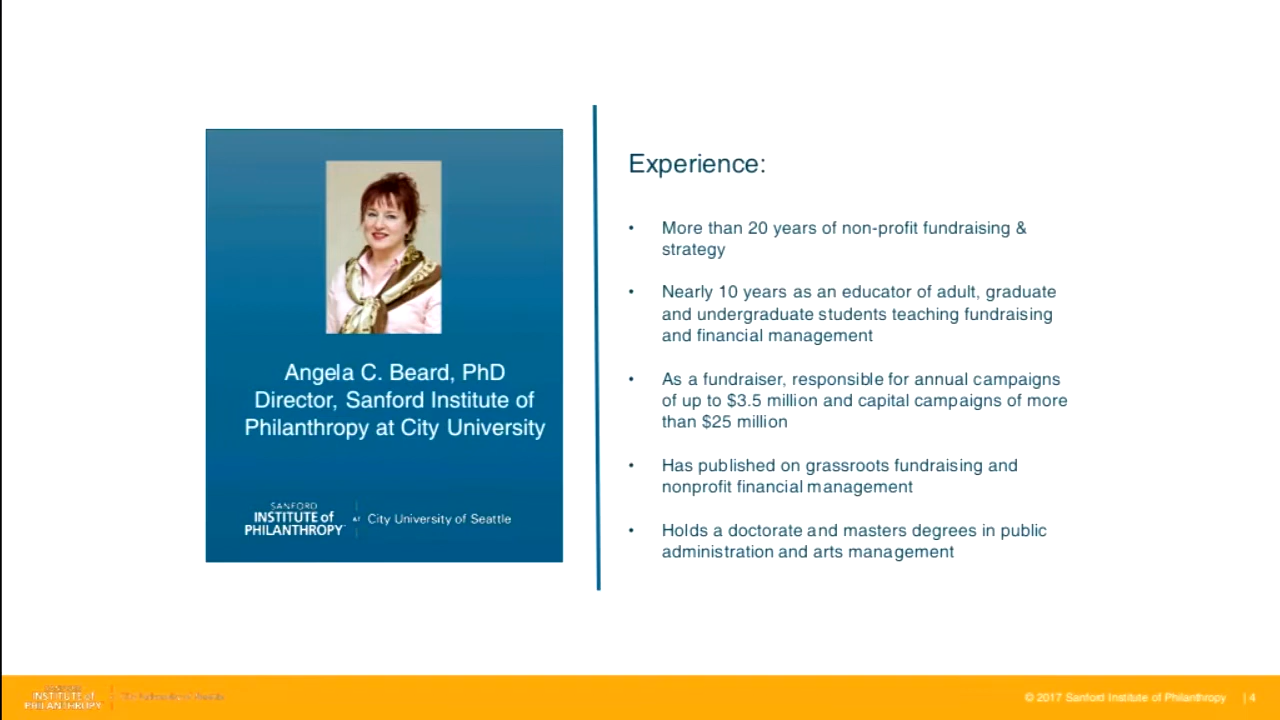 Experience:
• More than 20 years of non-profit fundraising &
strategy
• Nearly 10 years as an educator of adult, graduate
and undergraduate students teaching fundraising
and financial management
• As a fundraiser, responsible for annual campaigns
of up to $3.5 million and capital campaigns of more
than $25 million
• Has published on grassroots fundraising and
nonprofit financial management
• Holds a doctorate and masters degrees in public
administration and arts management
Angela C. Beard, PhD
Director, Sanford Institute of
Philanthropy at City University
SANFORD
INSTITUTE of
PHILANTHROPY
AT
City University of Seattle
INSTITUTE of
PHILANTHROPY
© 2017 Sanford Institute of Philanthropy | 4